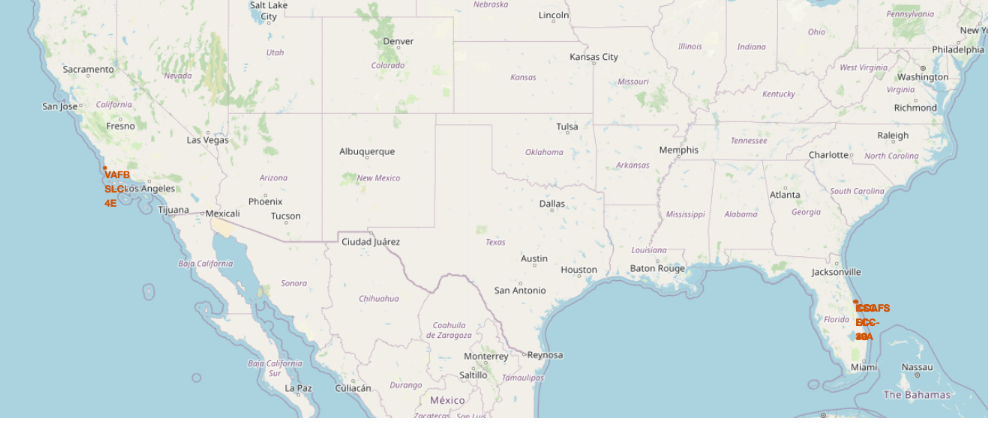 Salt Lake
City
Nebraska
Lincoln
Pennsylvania
Ohio
Illinois
Indiana
Philadelphia
Denver
Utah
Colorado
Kansas City
Kansas
Missouri
West Virginia
Washington
Virginia
Sacramento
Nevada
San Jose
California
Kentucky
Richmond
Fresno
Las Vegas
Tulsa
Raleigh
Albuquerque
Oklahoma
Arkansas
Memphis
Tennessee
Charlotte
North Carolina
VAFB
SLC-
4E
Los Angeles
Arizona
New Mexico
Phoenix
Tucson
Tijuana
Mexicali
Dallas
Mississippi
Alabama
Atlanta
Georgia
South Carolina
Ciudad Juárez
Texas
Louisiana
Baja California
Austin
Houston
Baton Rouge
Jacksonville
Sonora
Chihuahua
San Antonio
Florida
Coahuila
de Zaragoza
Monterrey
Reynosa
Saltillo
Miami
Nassau
Baja California
Sur
La Paz
Culiacán
Durango
Tamaulipas
The Bahamas
México
Zacatecas
San Luis